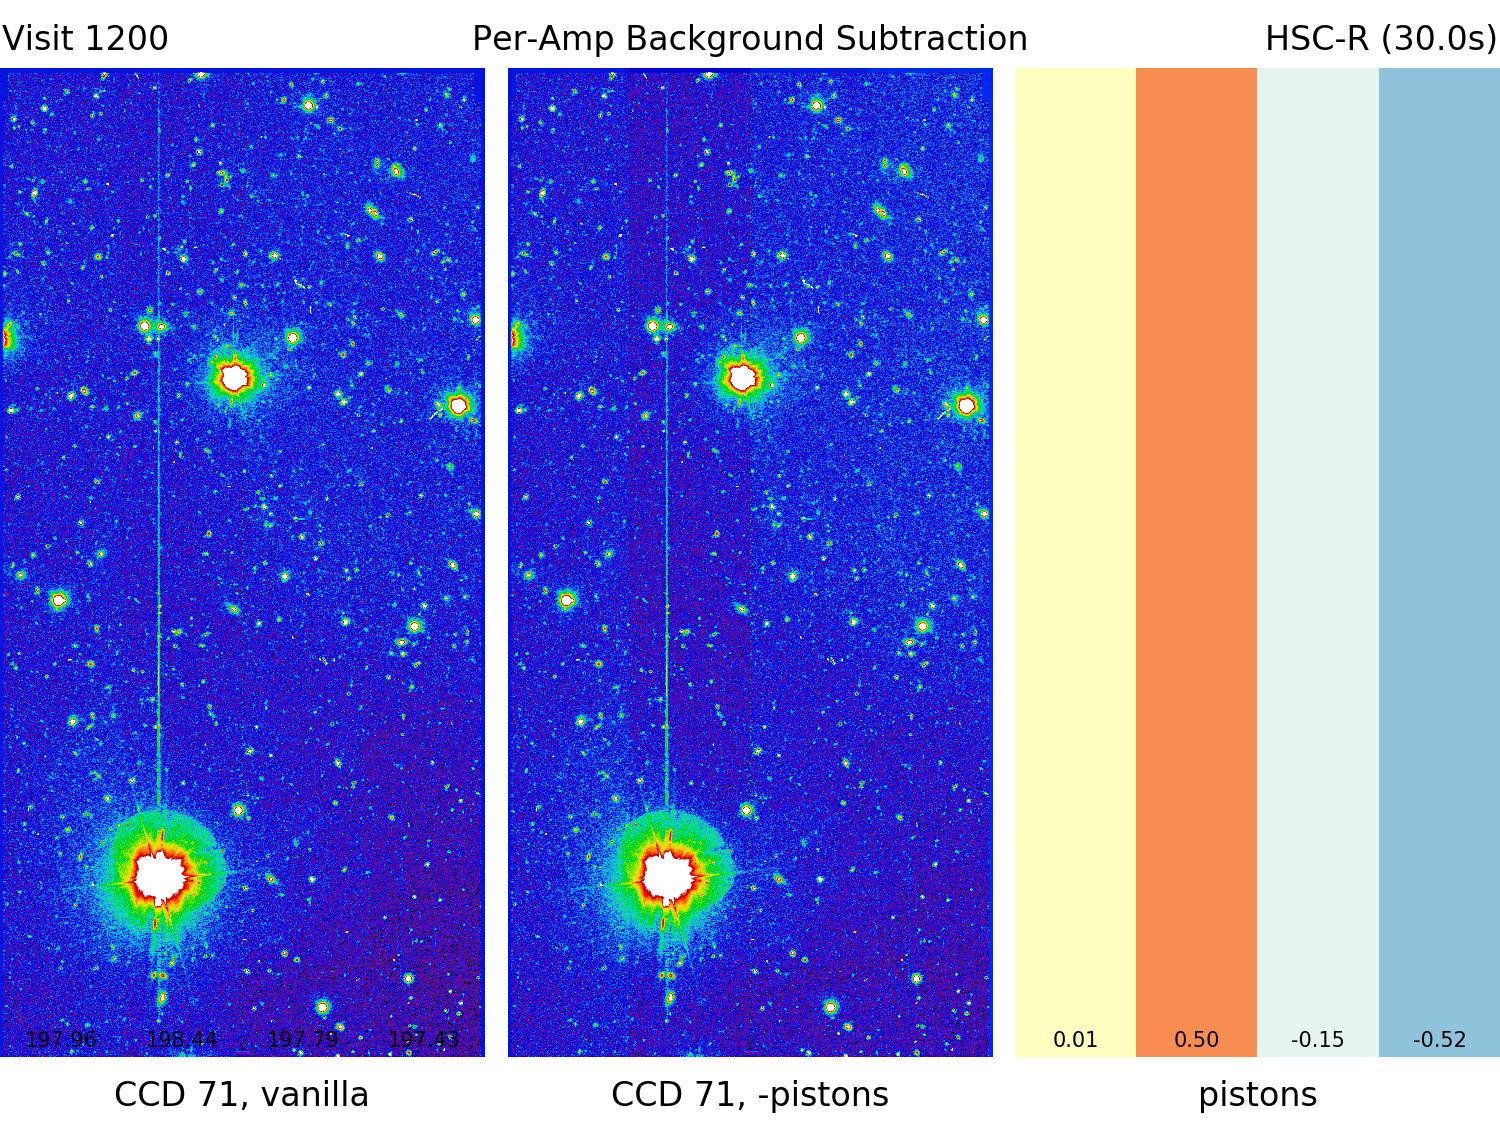 Visit 1200 Per-Amp Background Subtraction HSC-R (30.0s)
197.96 198.44 197.79 197.43 0.01 0.50 -0.15 -0.52
CCD 71, vanilla CCD 71, -pistons pistons